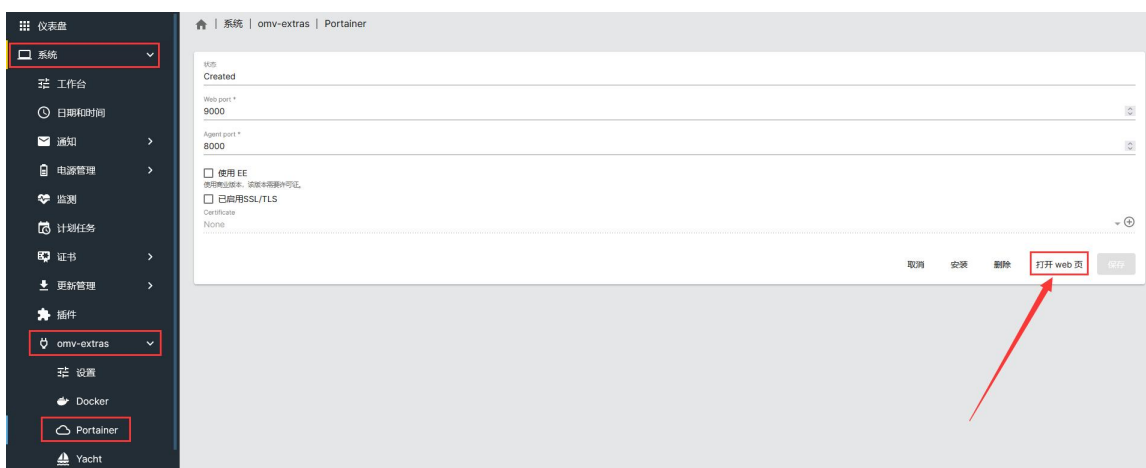 仪表盘
系统
工作台
日期和时间
通知
电源管理
监测
计划任务
证书
更新管理
插件
omv-extras
设置
Docker
Portainer
Yacht
| 系统 | omv-extras | Portainer
状态
Created
Web port *
9000
Agent port *
8000
使用 EE
使用商业版本。该版本需要许可证。
已启用SSL/TLS
Certificate
None
取消 安装 删除 打开 web 页 保存